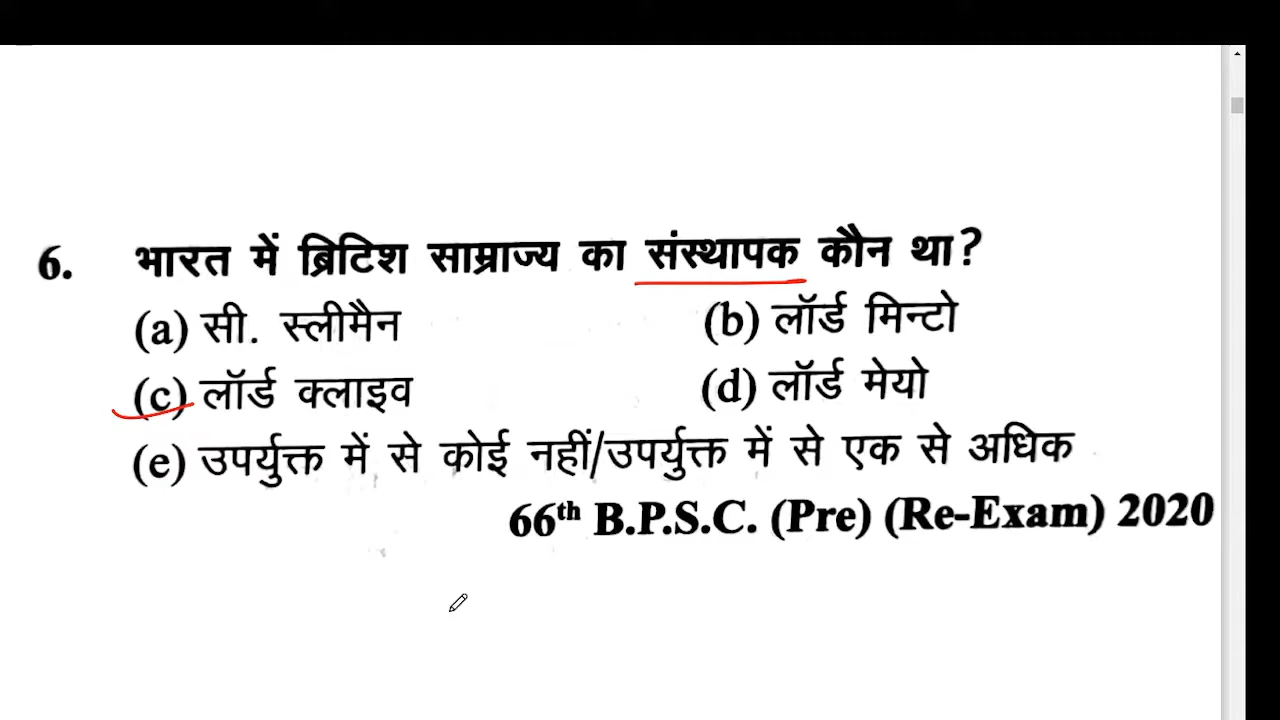 6. भारत में ब्रिटिश साम्राज्य का संस्थापक कौन था?
(a) सी. स्लीमैन (b) लॉर्ड मिन्टो
(c) लॉर्ड क्लाइव (d) लॉर्ड मेयो
(e) उपर्युक्त में से कोई नहीं/उपर्युक्त में से एक से अधिक
66th B.P.S.C. (Pre) (Re-Exam) 2020